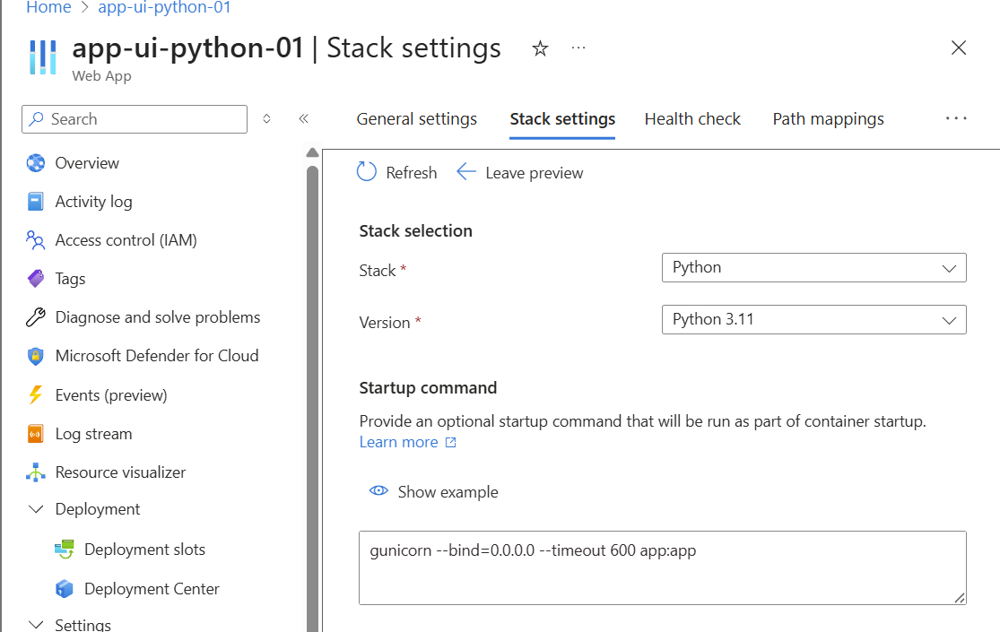 Home > app-ui-python-01
app-ui-python-01 | Stack settings
Web App
Search
General settings
Stack settings
Health check
Path mappings
Overview
Activity log
Access control (IAM)
Tags
Diagnose and solve problems
Microsoft Defender for Cloud
Events (preview)
Log stream
Resource visualizer
Deployment
Deployment slots
Deployment Center
Settings
Refresh
Leave preview
Stack selection
Stack *
Python
Version *
Python 3.11
Startup command
Provide an optional startup command that will be run as part of container startup.
Learn more
Show example
gunicorn --bind=0.0.0.0 --timeout 600 app:app